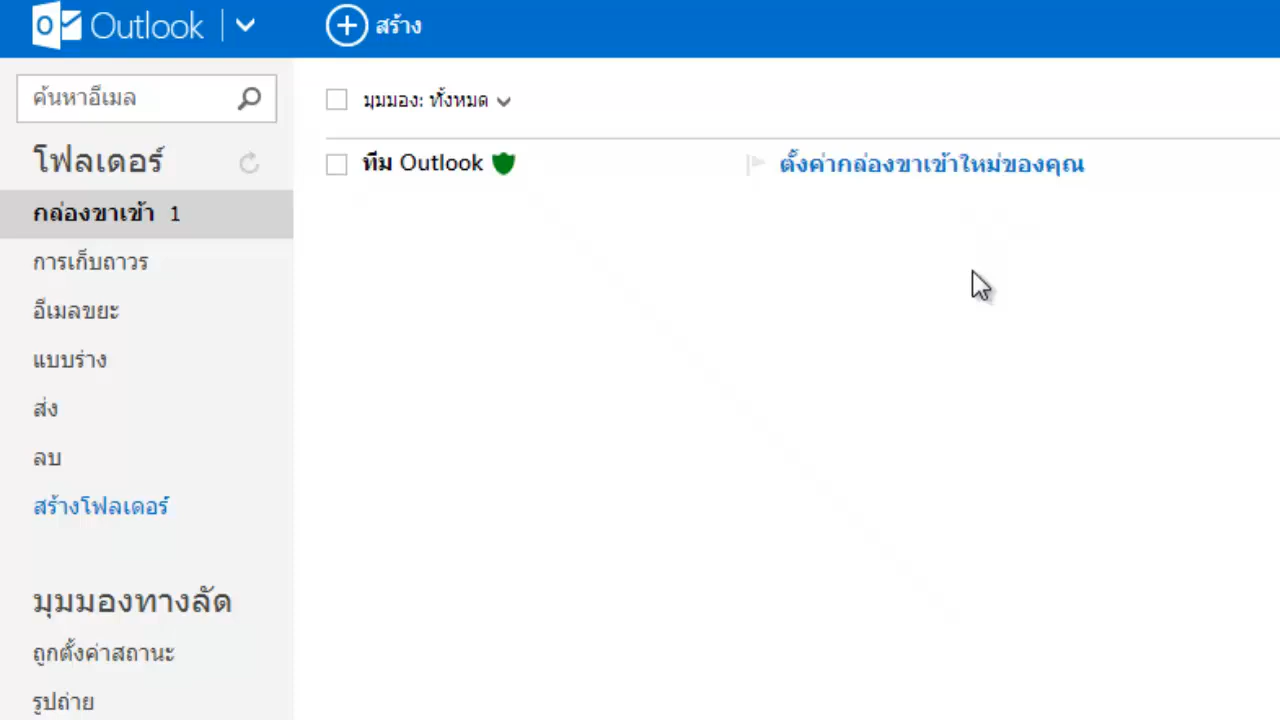 Outlook
สร้าง
ค้นหาอีเมล
มุมมอง: ทั้งหมด
โฟลเดอร์
ทีม Outlook
ตั้งค่ากล่องขาเข้าใหม่ของคุณ
กล่องขาเข้า 1
การเก็บถาวร
อีเมลขยะ
แบบร่าง
ส่ง
ลบ
สร้างโฟลเดอร์
มุมมองทางลัด
ถูกตั้งค่าสถานะ
รูปถ่าย